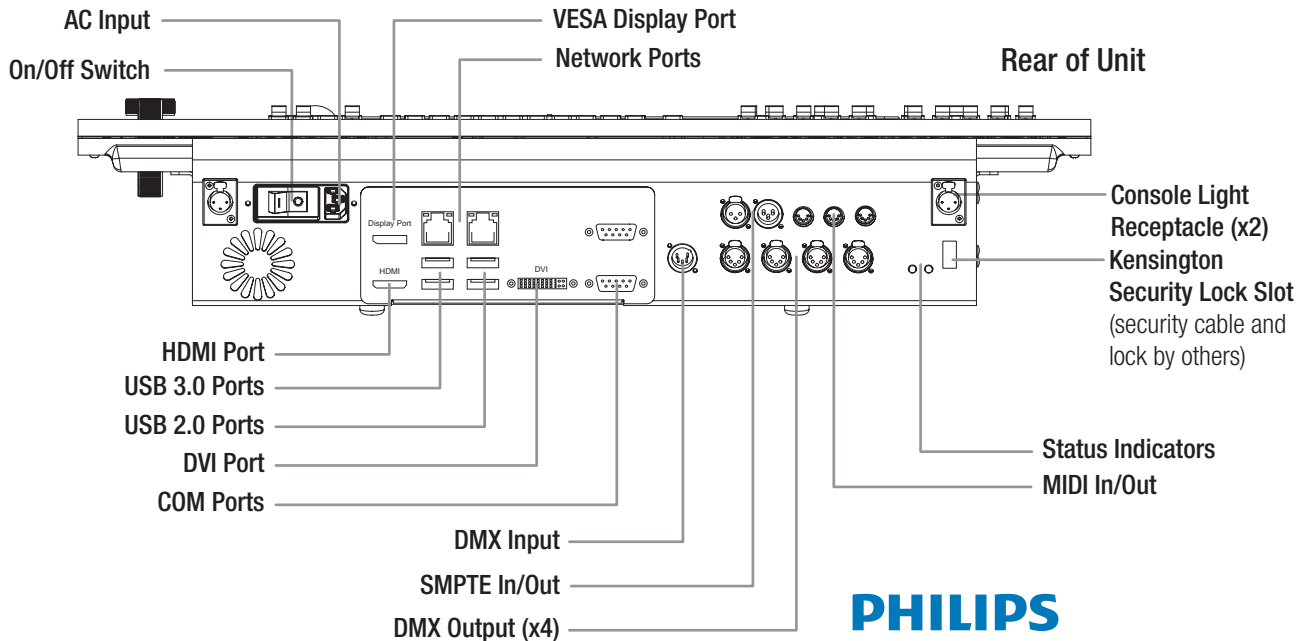 AC Input
VESA Display Port
On/Off Switch
Network Ports
Rear of Unit
Display Port
HDMI
DVI
Console Light
Receptacle (x2)
Kensington
Security Lock Slot
(security cable and
lock by others)
HDMI Port
USB 3.0 Ports
USB 2.0 Ports
DVI Port
COM Ports
Status Indicators
MIDI In/Out
DMX Input
SMPTE In/Out
DMX Output (x4)
PHILIPS